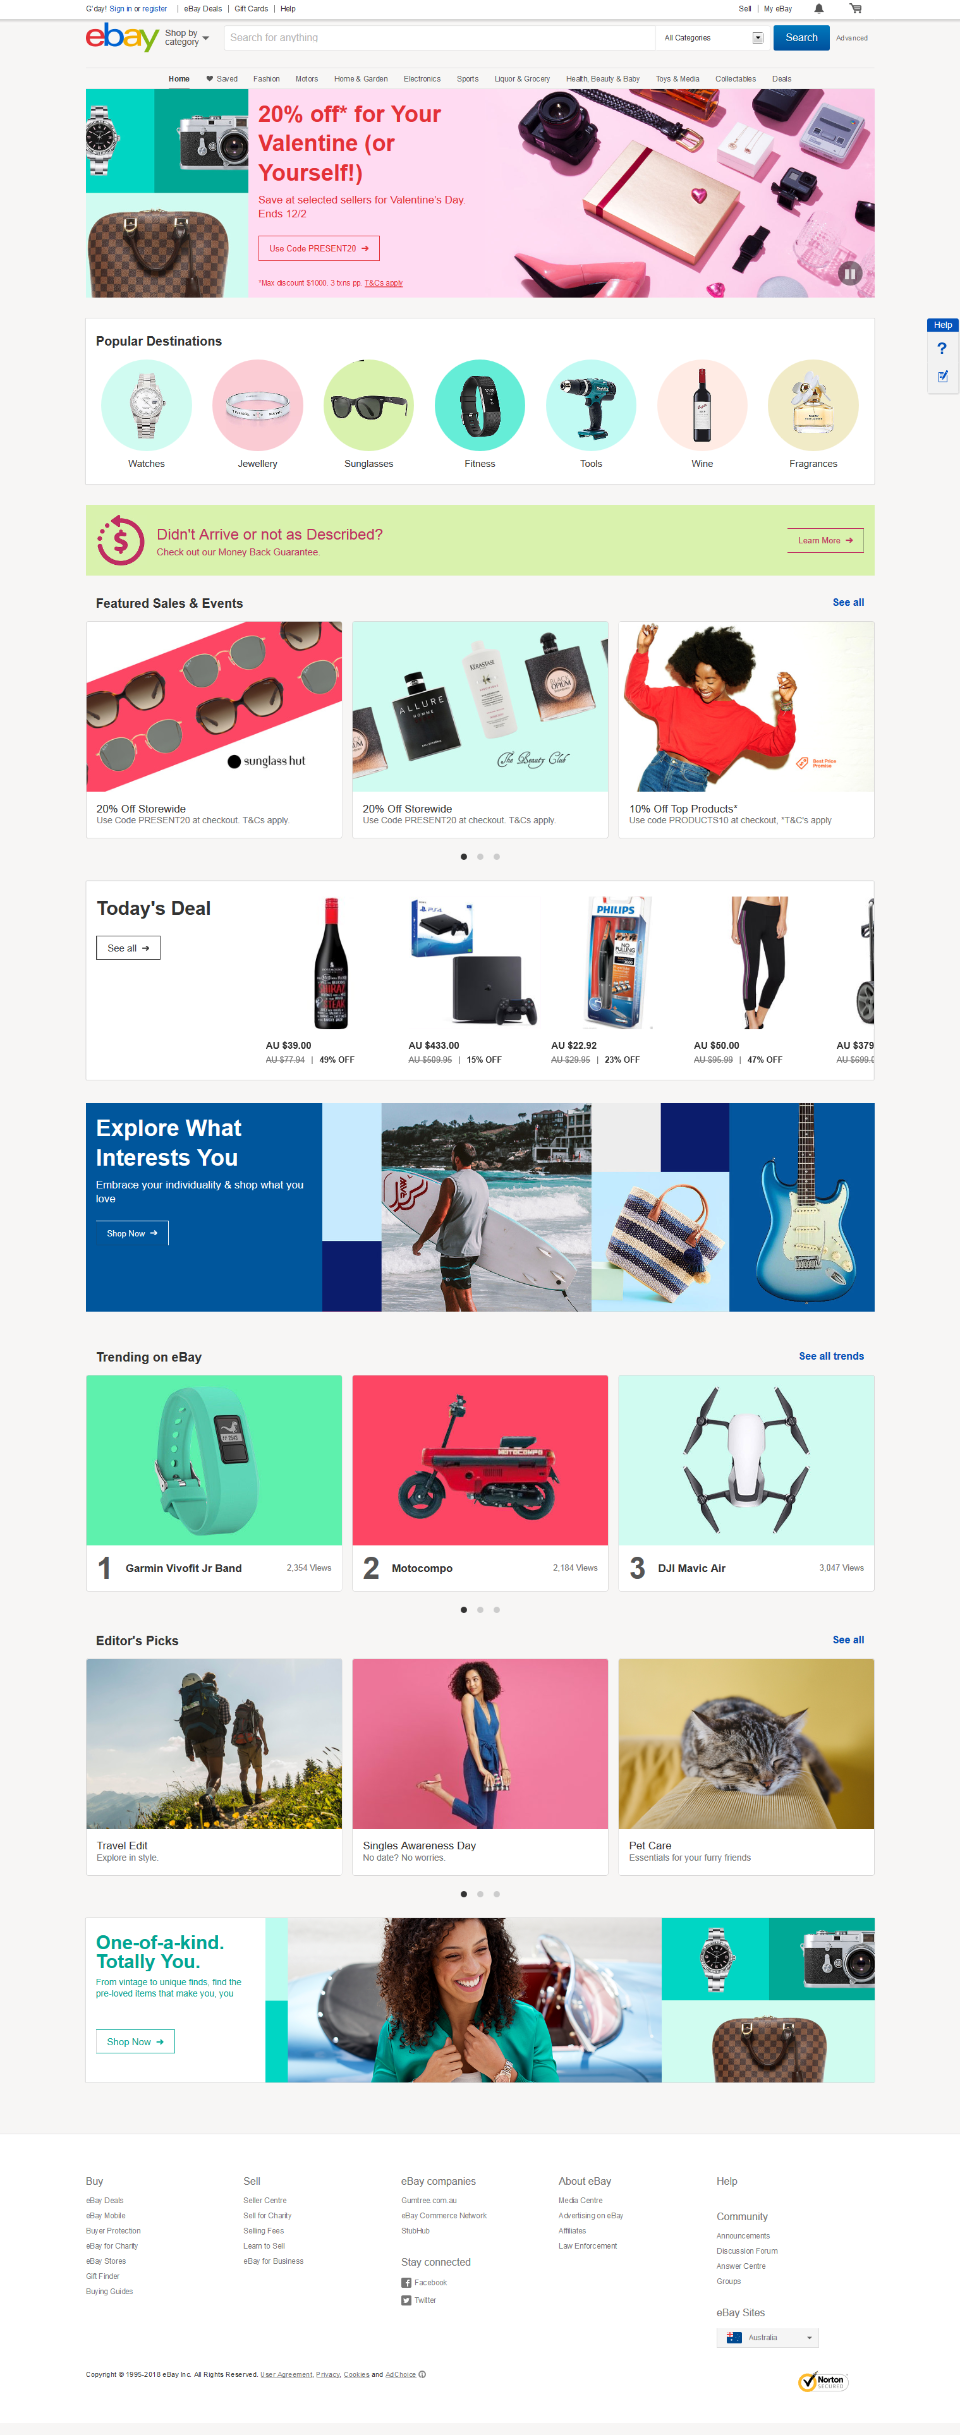 G'day! Sign in or register | eBay Deals | Gift Cards | Help
Sell | My eBay
ebay
Shop by category
Search for anything
All Categories
Search
Advanced
Home
Saved
Fashion
Motors
Home & Garden
Electronics
Sports
Liquor & Grocery
Health, Beauty & Baby
Toys & Media
Collectables
Deals
20% off* for Your
Valentine (or
Yourself!)
Save at selected sellers for Valentine's Day.
Ends 12/2
Use Code PRESENT20 →
*Max discount $1000. 3 txns pp. T&Cs apply
Help
?
Popular Destinations
Watches
Jewellery
Sunglasses
Fitness
Tools
Wine
Fragrances
Didn't Arrive or not as Described?
Check out our Money Back Guarantee.
Learn More →
Featured Sales & Events
See all
sunglass hut
20% Off Storewide
Use Code PRESENT20 at checkout. T&Cs apply.
ALLURE
HOMME
KERASTASE
BLACK
OPIUM
The Beauty Club
20% Off Storewide
Use Code PRESENT20 at checkout. T&Cs apply.
Best Price
Promise
10% Off Top Products*
Use code PRODUCTS10 at checkout, *T&C's apply
Today's Deal
See all →
AU $39.00
AU $77.94 | 49% OFF
PS4
AU $433.00
AU $509.95 | 15% OFF
PHILIPS
NO
PULLING
AU $22.92
AU $29.95 | 23% OFF
AU $50.00
AU $95.99 | 47% OFF
AU $379
AU $699.0
Explore What
Interests You
Embrace your individuality & shop what you
love
Shop Now →
Trending on eBay
See all trends
1 Garmin Vivofit Jr Band 2,354 Views
MOTOCOMPO
2 Motocompo 2,184 Views
3 DJI Mavic Air 3,047 Views
Editor's Picks
See all
Travel Edit
Explore in style.
Singles Awareness Day
No date? No worries.
Pet Care
Essentials for your furry friends
One-of-a-kind.
Totally You.
From vintage to unique finds, find the
pre-loved items that make you, you
Shop Now →
Buy
eBay Deals
eBay Mobile
Buyer Protection
eBay for Charity
eBay Stores
Gift Finder
Buying Guides
Sell
Seller Centre
Sell for Charity
Selling Fees
Learn to Sell
eBay for Business
eBay companies
Gumtree.com.au
eBay Commerce Network
StubHub
Stay connected
Facebook
Twitter
About eBay
Media Centre
Advertising on eBay
Affiliates
Law Enforcement
Help
Community
Announcements
Discussion Forum
Answer Centre
Groups
eBay Sites
Australia
Copyright © 1995-2018 eBay Inc. All Rights Reserved. User Agreement, Privacy, Cookies and AdChoice
Norton
SECURED